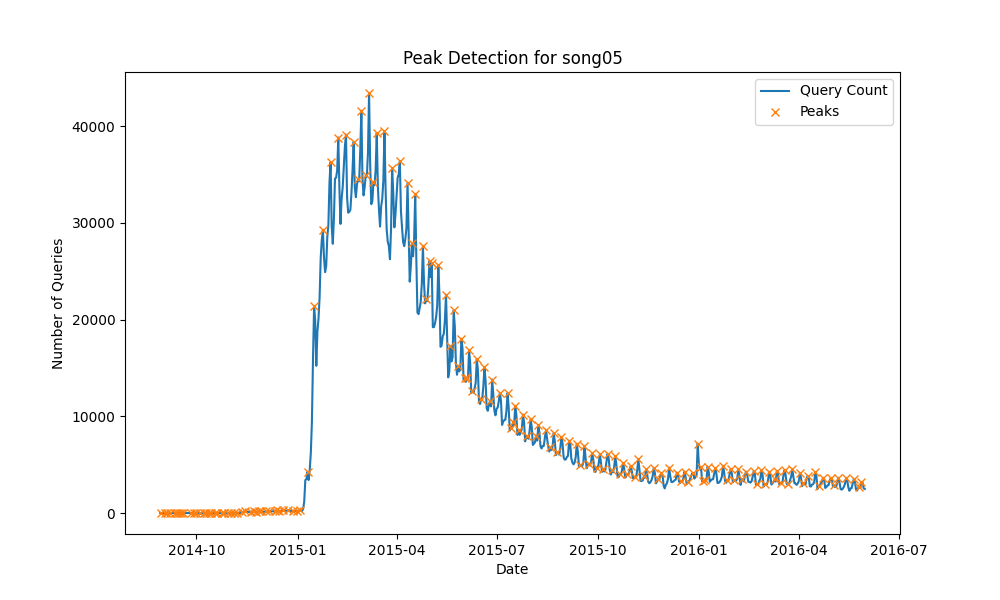 Peak Detection for song05
Query Count
Peaks
Number of Queries
40000
30000
20000
10000
0
2014-10
2015-01
2015-04
2015-07
2015-10
2016-01
2016-04
2016-07
Date